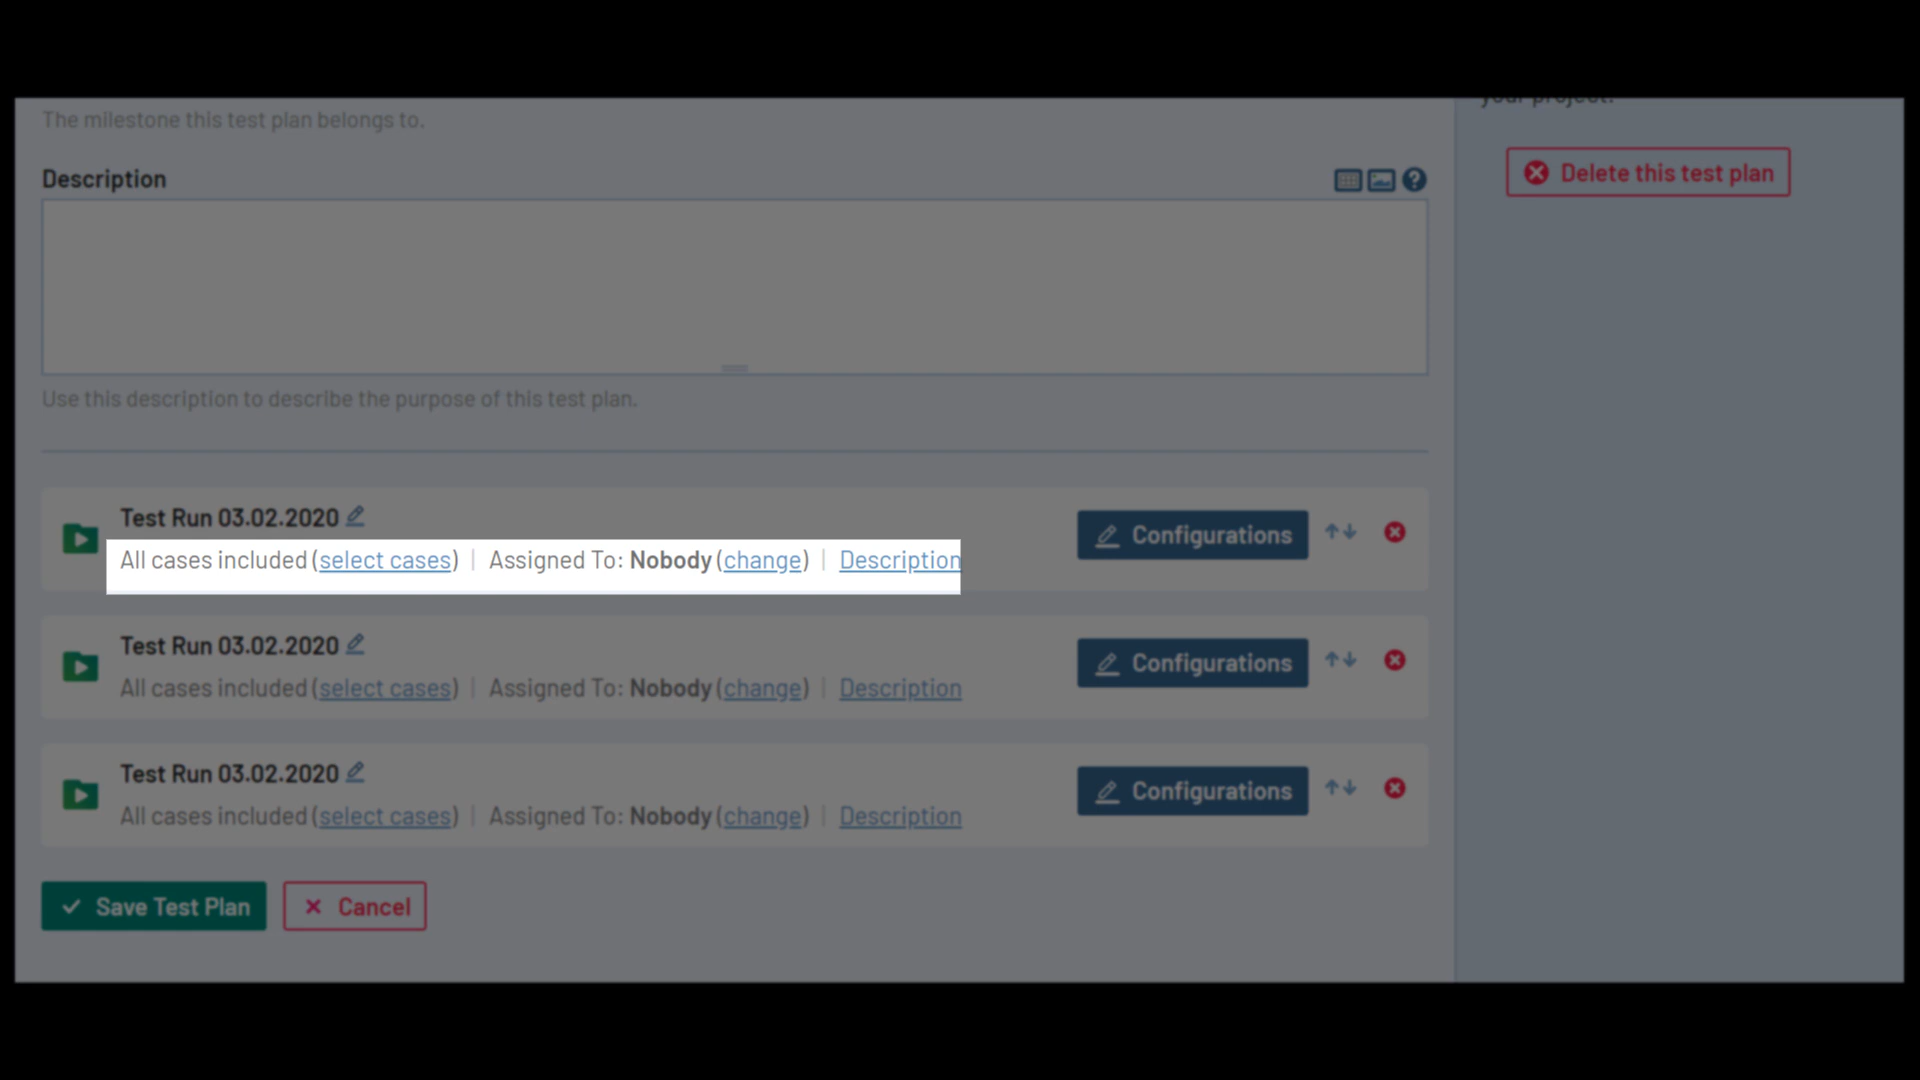 your project.
The milestone this test plan belongs to.
Delete this test plan
Description
Use this description to describe the purpose of this test plan.
Test Run 03.02.2020
Configurations
All cases included (select cases) | Assigned To: Nobody (change) | Description
Test Run 03.02.2020
Configurations
All cases included (select cases) | Assigned To: Nobody (change) | Description
Test Run 03.02.2020
Configurations
All cases included (select cases) | Assigned To: Nobody (change) | Description
Save Test Plan
Cancel